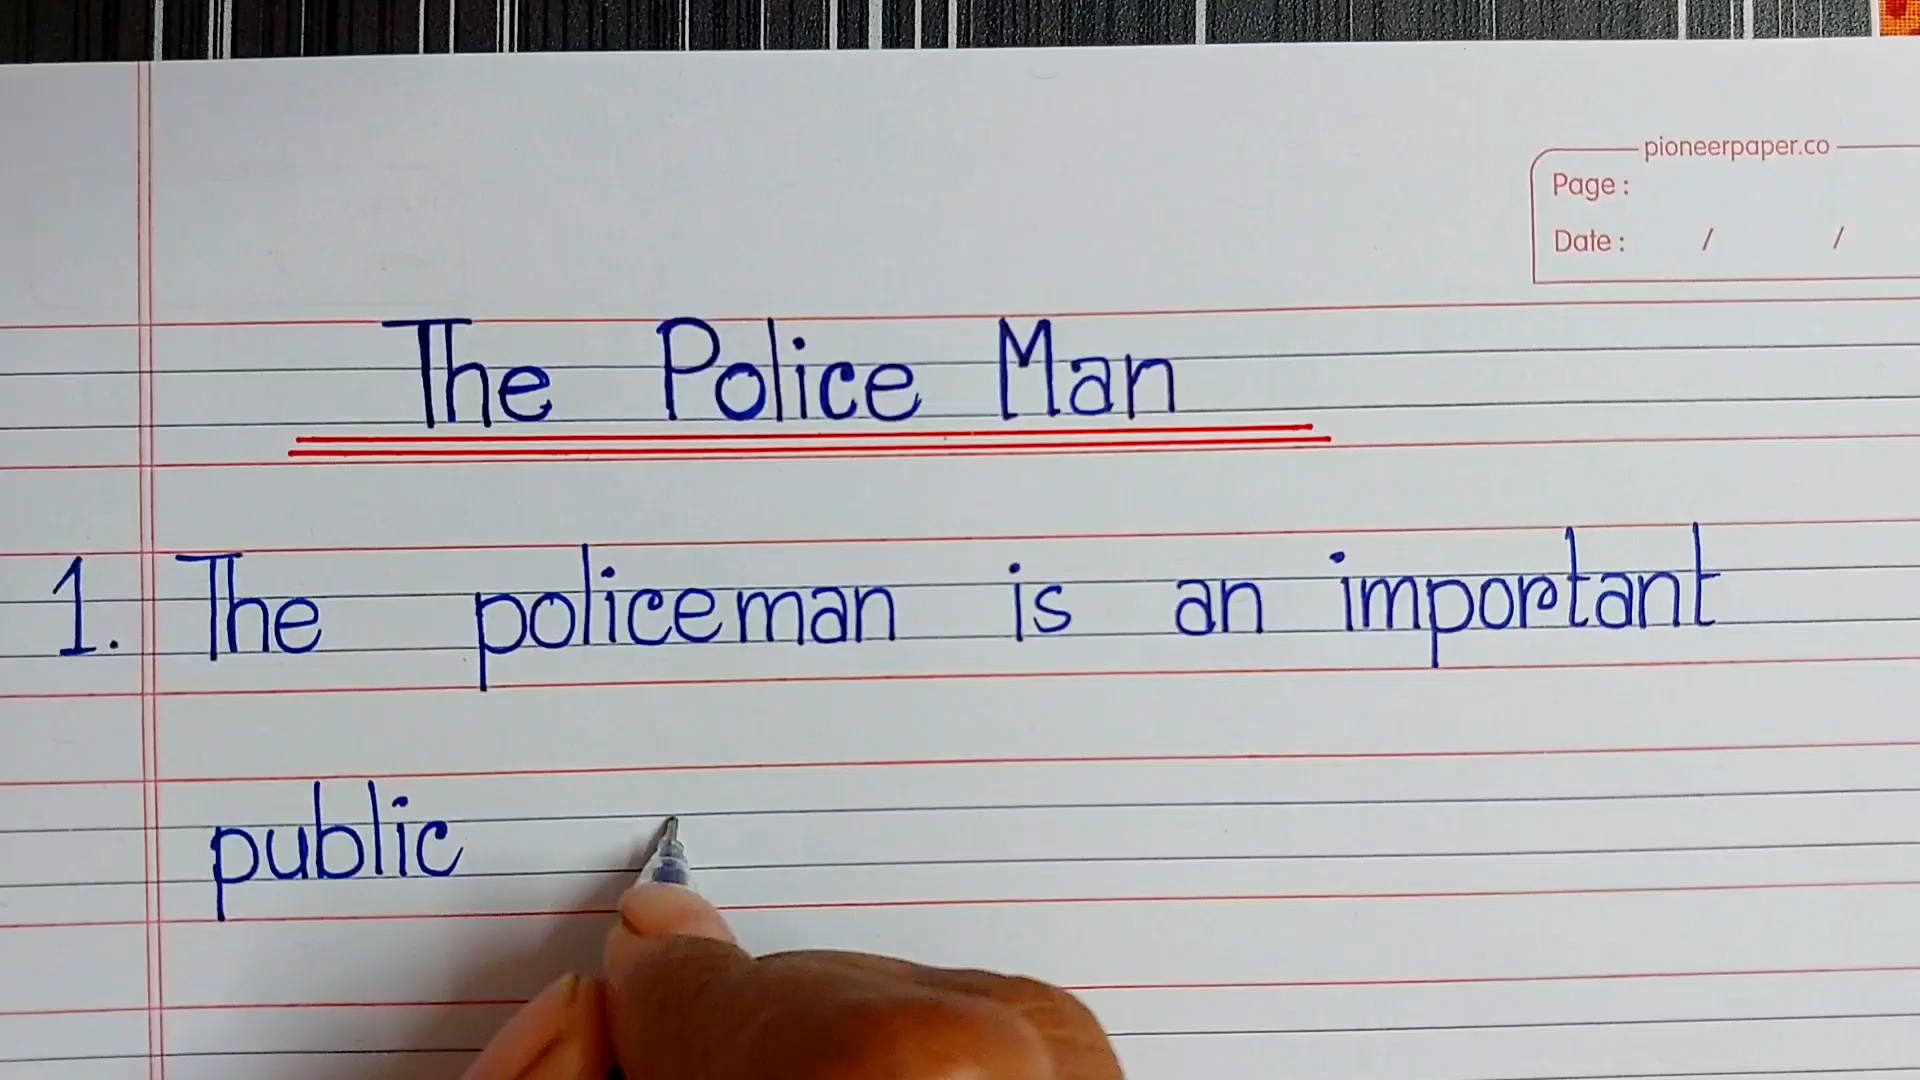 pioneerpaper.co
Page :
Date : / /
The Police Man
1. The policeman is an important
public